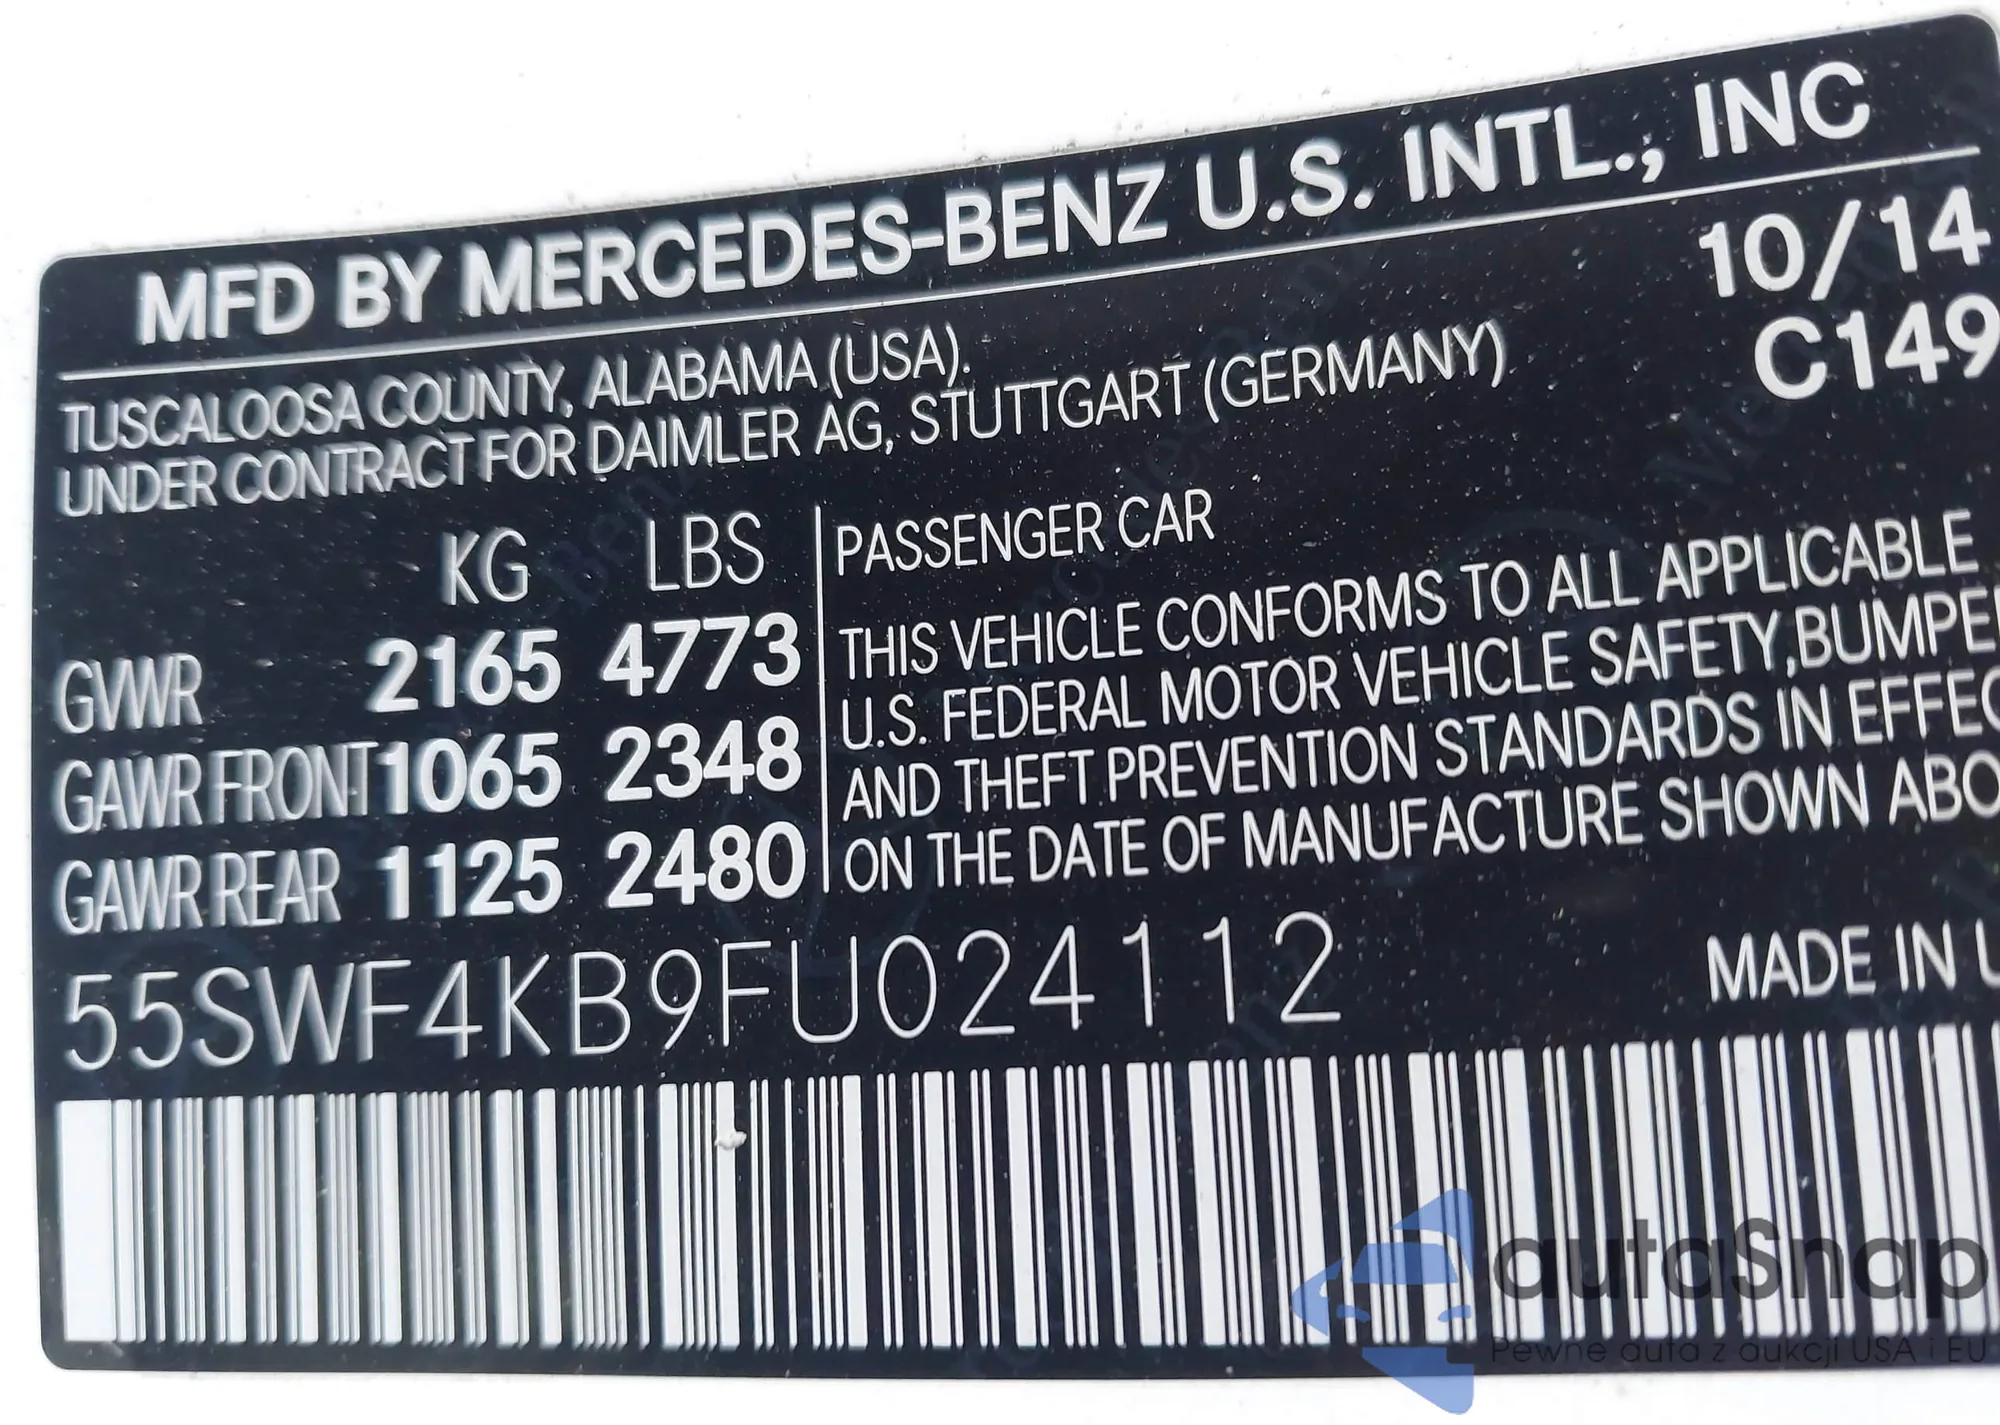 MFD BY MERCEDES-BENZ U.S. INTL., INC
10/14
TUSCALOOSA COUNTY, ALABAMA (USA).
UNDER CONTRACT FOR DAIMLER AG, STUTTGART (GERMANY)
C149
KG LBS
GVWR 2165 4773
GAWR FRONT 1065 2348
GAWR REAR 1125 2480
PASSENGER CAR
THIS VEHICLE CONFORMS TO ALL APPLICABLE
U.S. FEDERAL MOTOR VEHICLE SAFETY,BUMPE
AND THEFT PREVENTION STANDARDS IN EFFEC
ON THE DATE OF MANUFACTURE SHOWN ABO
55SWF4KB9FU024112
MADE IN U
autaSnap
Pewne auta z aukcji USA i EU